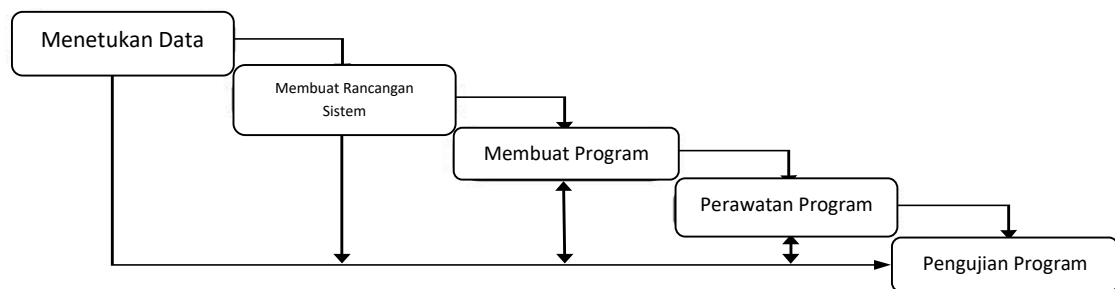 Menetukan Data
Membuat Rancangan
Sistem
Membuat Program
Perawatan Program
Pengujian Program